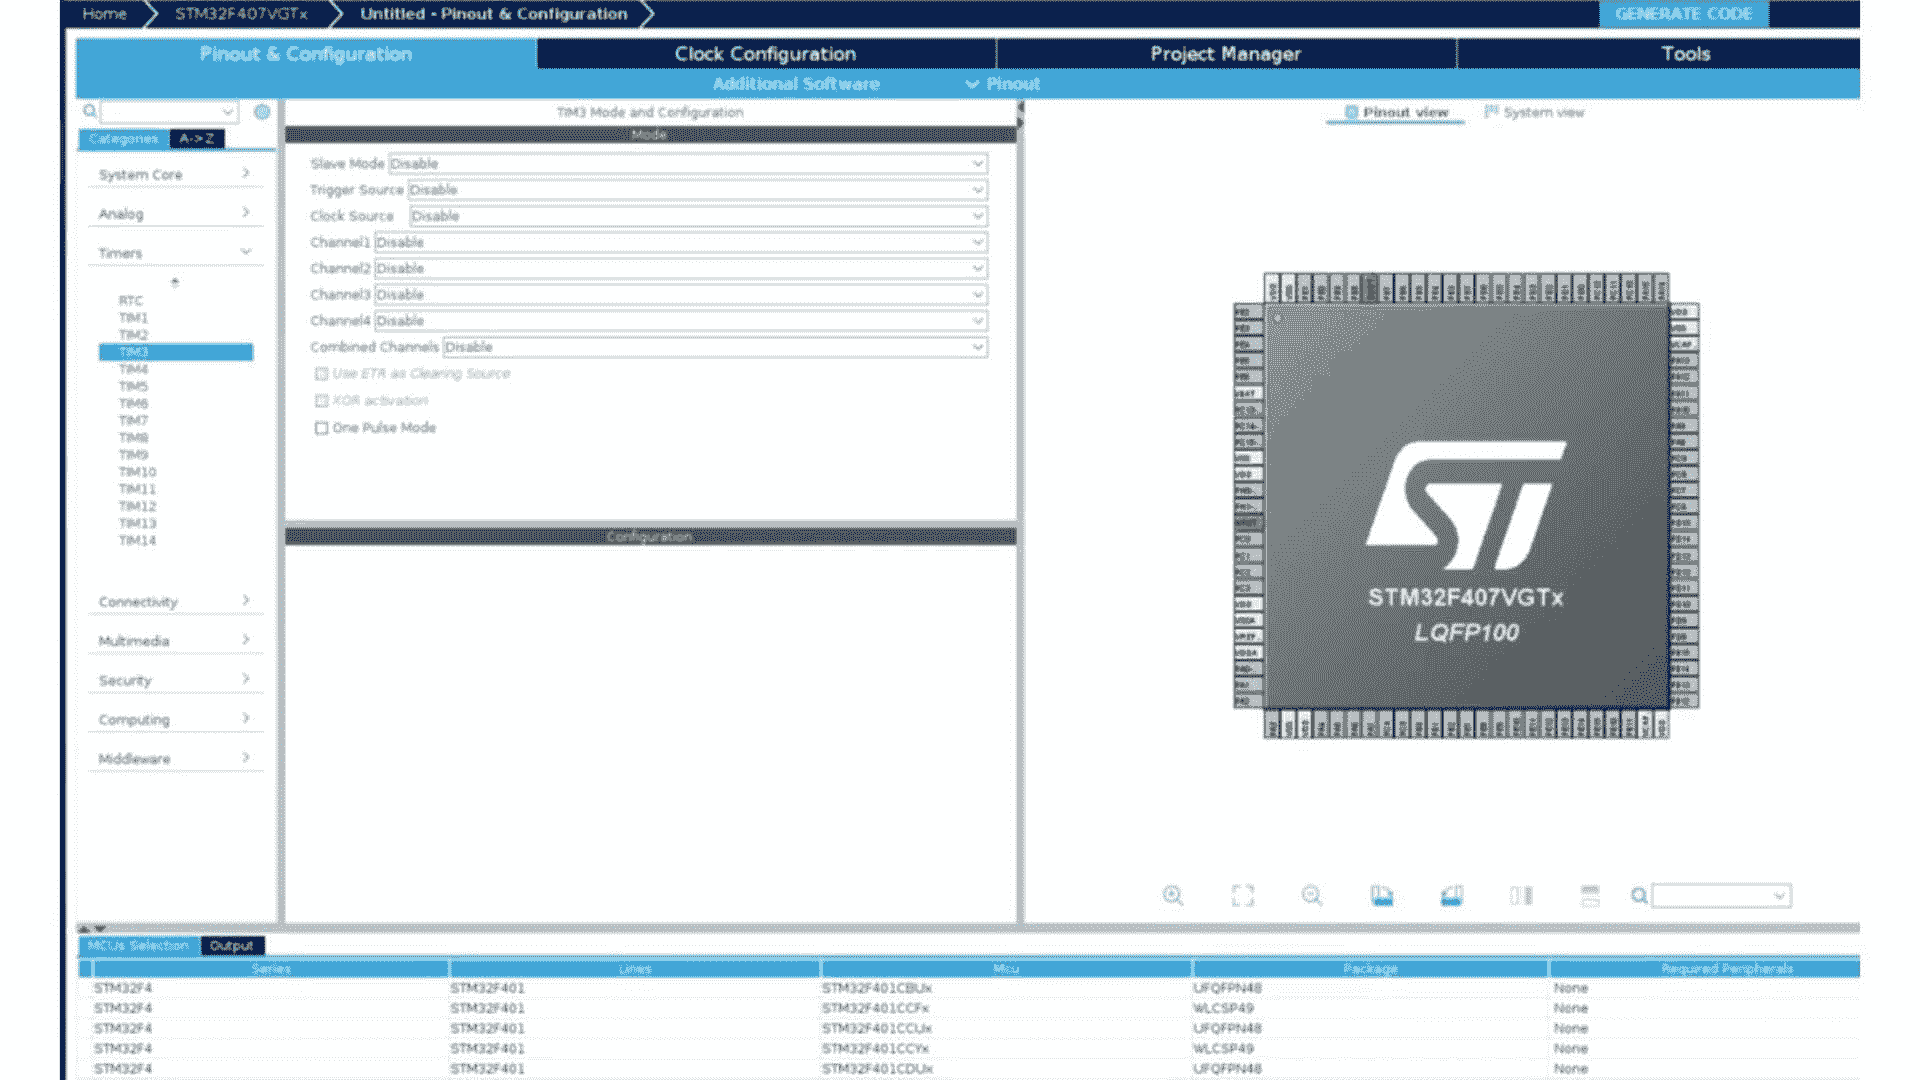 Home STM32F407VGTx Untitled - Pinout & Configuration GENERATE CODE
Pinout & Configuration Clock Configuration Project Manager Tools
Additional Software Pinout
TIM3 Mode and Configuration
Pinout view System view
Mode
Categories A->Z
Slave Mode Disable
Trigger Source Disable
Clock Source Disable
Channel1 Disable
Channel2 Disable
Channel3 Disable
Channel4 Disable
Combined Channels Disable
Use ETR as Clearing Source
XOR activation
One Pulse Mode
System Core
Analog
Timers
RTC
TIM1
TIM2
TIM3
TIM4
TIM5
TIM6
TIM7
TIM8
TIM9
TIM10
TIM11
TIM12
TIM13
TIM14
Connectivity
Multimedia
Security
Computing
Middleware
Configuration
ST
STM32F407VGTx
LQFP100
MCUs Selection Output
Series Lines Mcu Package Required Peripherals
STM32F4 STM32F401 STM32F401CBUx UFQFPN48 None
STM32F4 STM32F401 STM32F401CCFx WLCSP49 None
STM32F4 STM32F401 STM32F401CCUx UFQFPN48 None
STM32F4 STM32F401 STM32F401CCYx WLCSP49 None
STM32F4 STM32F401 STM32F401CDUx UFQFPN48 None